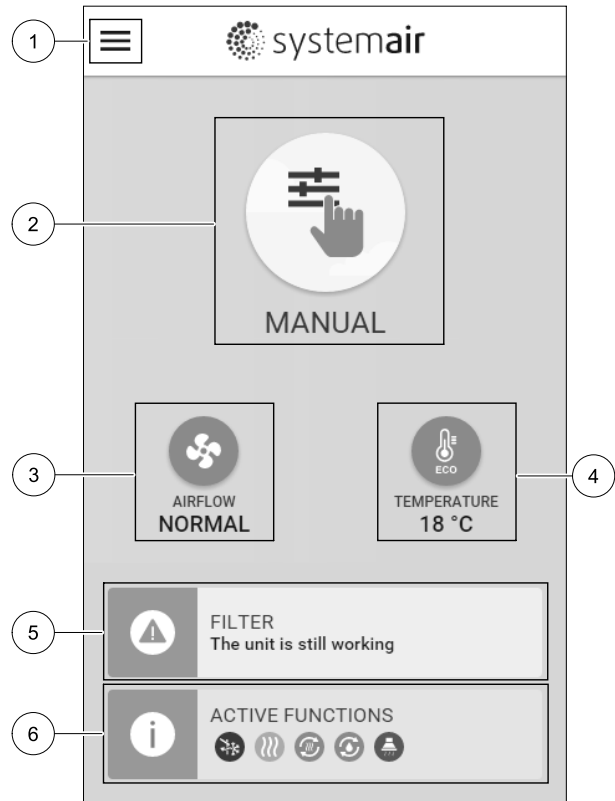 1
systemair
2
MANUAL
3
AIRFLOW
NORMAL
ECO
TEMPERATURE
18 °C
4
5
FILTER
The unit is still working
6
ACTIVE FUNCTIONS